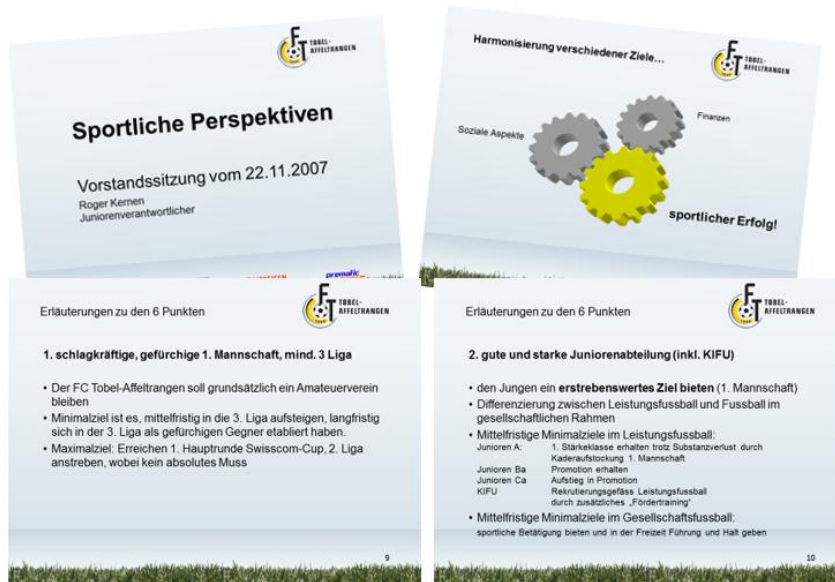 FT TOBEL-
AFFELTRANGEN
Sportliche Perspektiven
Vorstandssitzung vom 22.11.2007
Roger Kernen
Juniorenverantwortlicher
prematic
Harmonisierung verschiedener Ziele...
FT TOBEL-
AFFELTRANGEN
Soziale Aspekte
Finanzen
sportlicher Erfolg!
Erläuterungen zu den 6 Punkten
FT TOBEL-
AFFELTRANGEN
1. schlagkräftige, gefürchige 1. Mannschaft, mind. 3 Liga
• Der FC Tobel-Affeltrangen soll grundsätzlich ein Amateuerverein
bleiben
• Minimalziel ist es, mittelfristig in die 3. Liga aufsteigen, langfristig
sich in der 3. Liga als gefürchigen Gegner etabliert haben.
• Maximalziel: Erreichen 1. Hauptrunde Swisscom-Cup, 2. Liga
anstreben, wobei kein absolutes Muss
9
Erläuterungen zu den 6 Punkten
FT TOBEL-
AFFELTRANGEN
2. gute und starke Juniorenabteilung (inkl. KIFU)
• den Jungen ein erstrebenswertes Ziel bieten (1. Mannschaft)
• Differenzierung zwischen Leistungsfussball und Fussball im
gesellschaftlichen Rahmen
• Mittelfristige Minimalziele im Leistungsfussball:
Junioren A: 1. Stärkeklasse erhalten trotz Substanzverlust durch
Kaderaufstockung 1. Mannschaft
Junioren Ba Promotion erhalten
Junioren Ca Aufstieg in Promotion
KIFU Rekrutierungsgefäss Leistungsfussball
durch zusätzliches „Fördertraining"
• Mittelfristige Minimalziele im Gesellschaftsfussball:
sportliche Betätigung bieten und in der Freizeit Führung und Halt geben
10